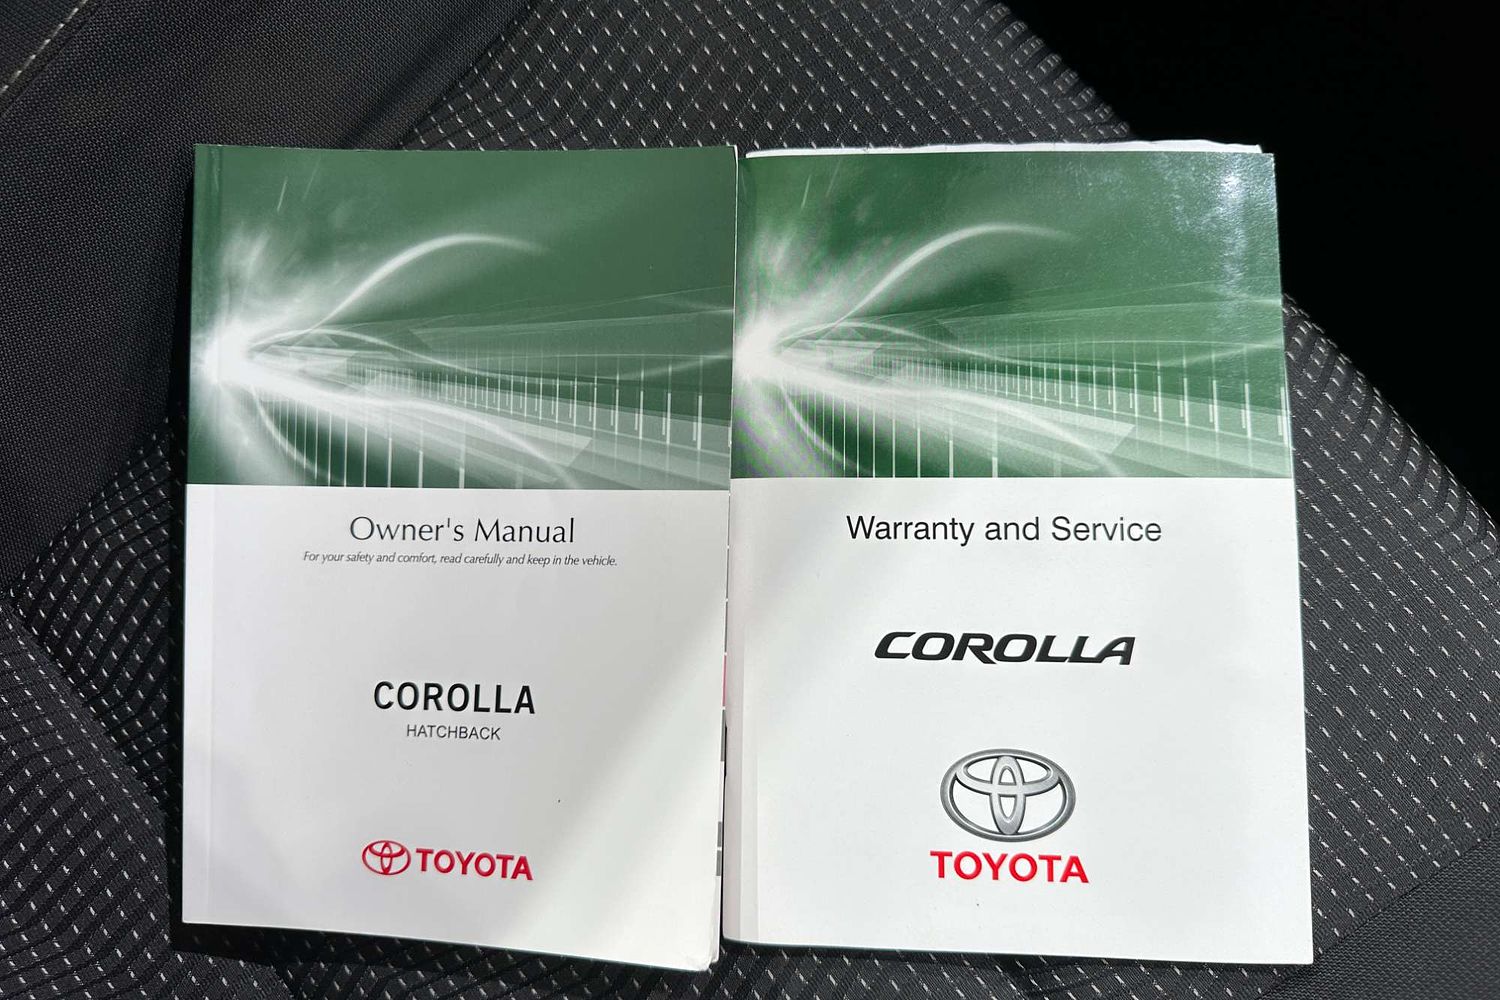 Owner's Manual
For your safety and comfort, read carefully and keep in the vehicle.
COROLLA
HATCHBACK
TOYOTA
Warranty and Service
COROLLA
TOYOTA